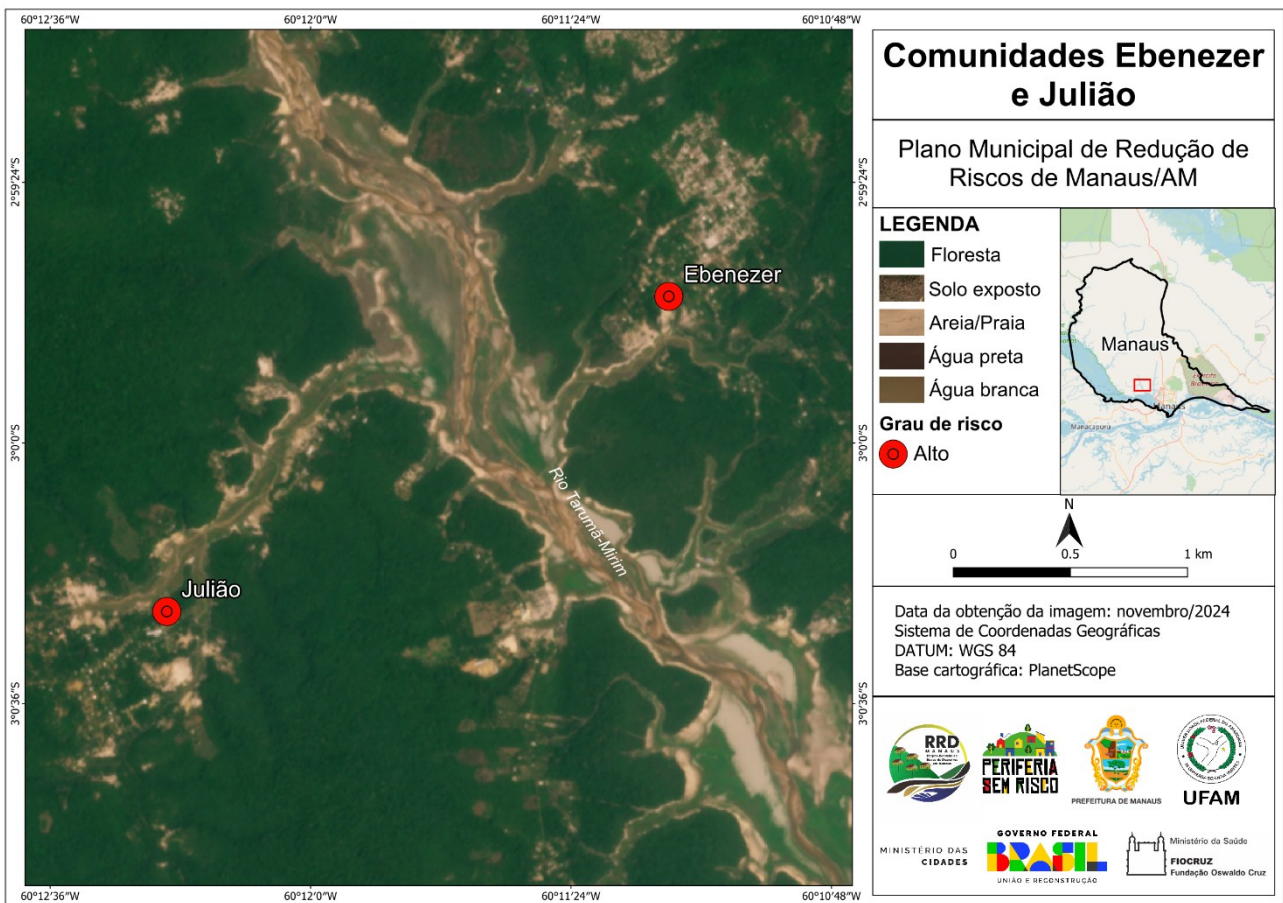 60°12'36"W
60°12'0"W
60°11'24"W
60°10'48"W
2°59'24"S
2°59'24"S
3°0'0"S
3°0'0"S
3°0'36"S
3°0'36"S
60°12'36"W
60°12'0"W
60°11'24"W
60°10'48"W
Ebenezer
Julião
Rio Tarumã-Mirim
Comunidades Ebenezer
e Julião
Plano Municipal de Redução de
Riscos de Manaus/AM
LEGENDA
Floresta
Solo exposto
Areia/Praia
Água preta
Água branca
Grau de risco
Alto
Manaus
Manaus
Manacapuru
N
0 0.5 1 km
Data da obtenção da imagem: novembro/2024
Sistema de Coordenadas Geográficas
DATUM: WGS 84
Base cartográfica: PlanetScope
RRD
MANAUS
PERIFERIA
SEM RISCO
PREFEITURA DE MANAUS
UFAM
MINISTÉRIO DAS
CIDADES
GOVERNO FEDERAL
BRASIL
UNIÃO E RECONSTRUÇÃO
Ministério da Saúde
FIOCRUZ
Fundação Oswaldo Cruz